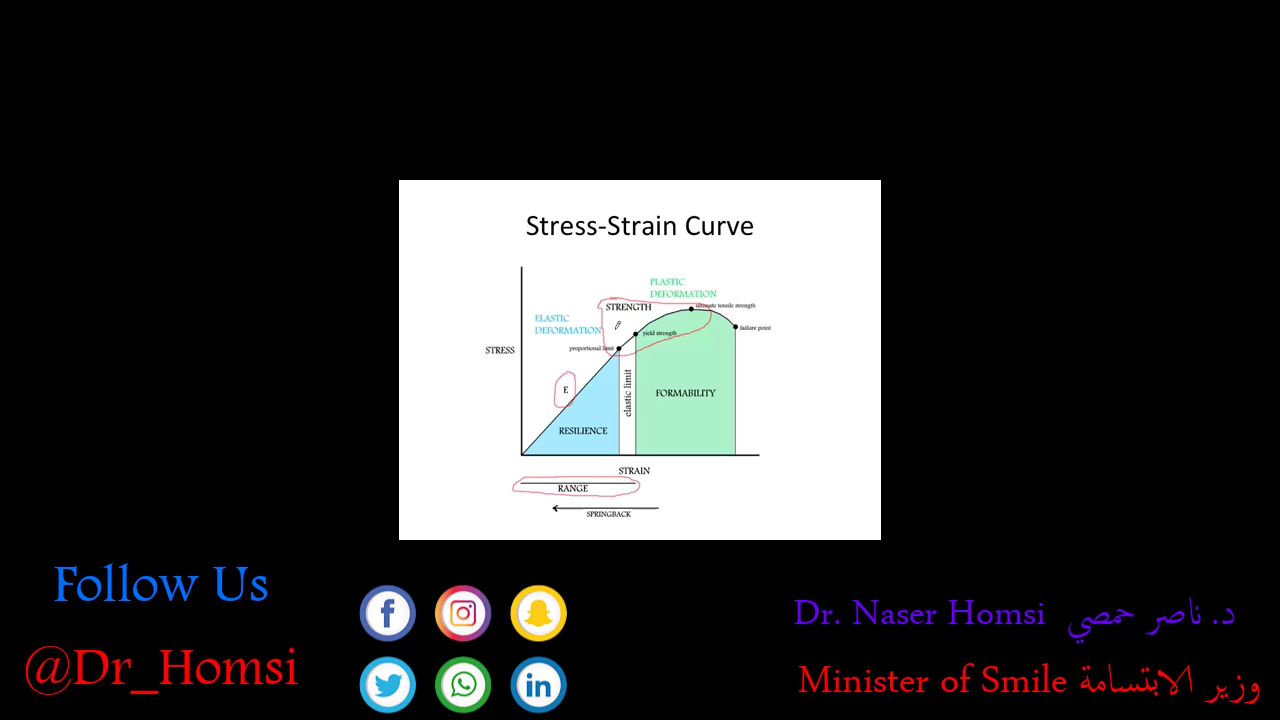 Stress-Strain Curve
PLASTIC
DEFORMATION
STRENGTH
ultimate tensile strength
ELASTIC
DEFORMATION
yield strength
failure point
proportional limit
STRESS
E
elastic limit
FORMABILITY
RESILIENCE
STRAIN
RANGE
SPRINGBACK
Follow Us
@Dr_Homsi
Dr. Naser Homsi د. ناصر حمصي
Minister of Smile وزير الابتسامة